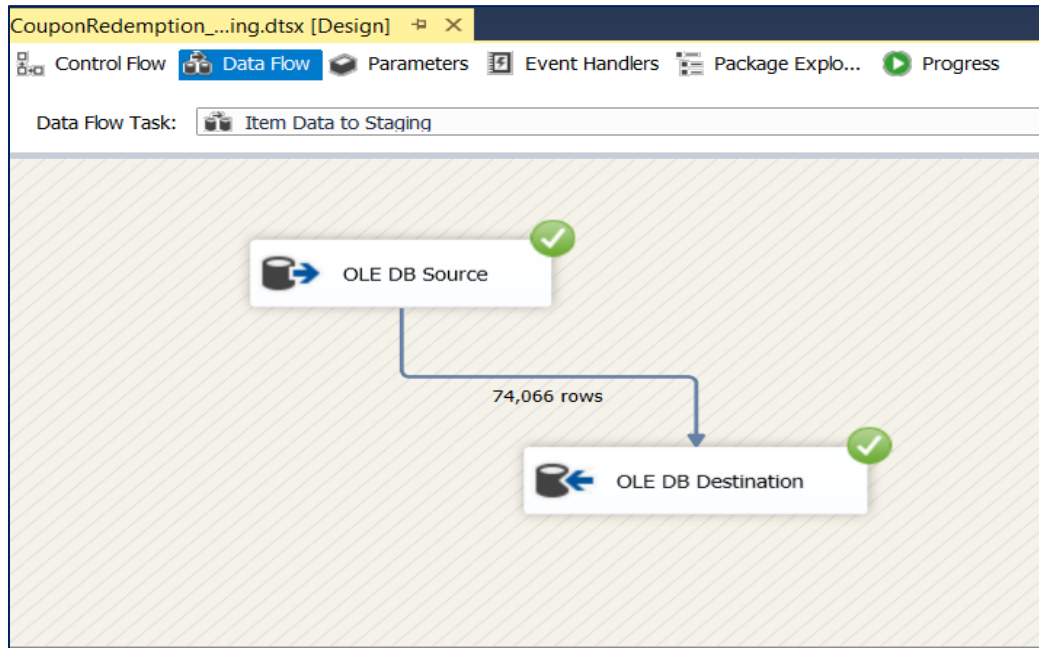 CouponRedemption_...ing.dtsx [Design]
Control Flow Data Flow Parameters Event Handlers Package Explo... Progress
Data Flow Task: Item Data to Staging
OLE DB Source
74,066 rows
OLE DB Destination